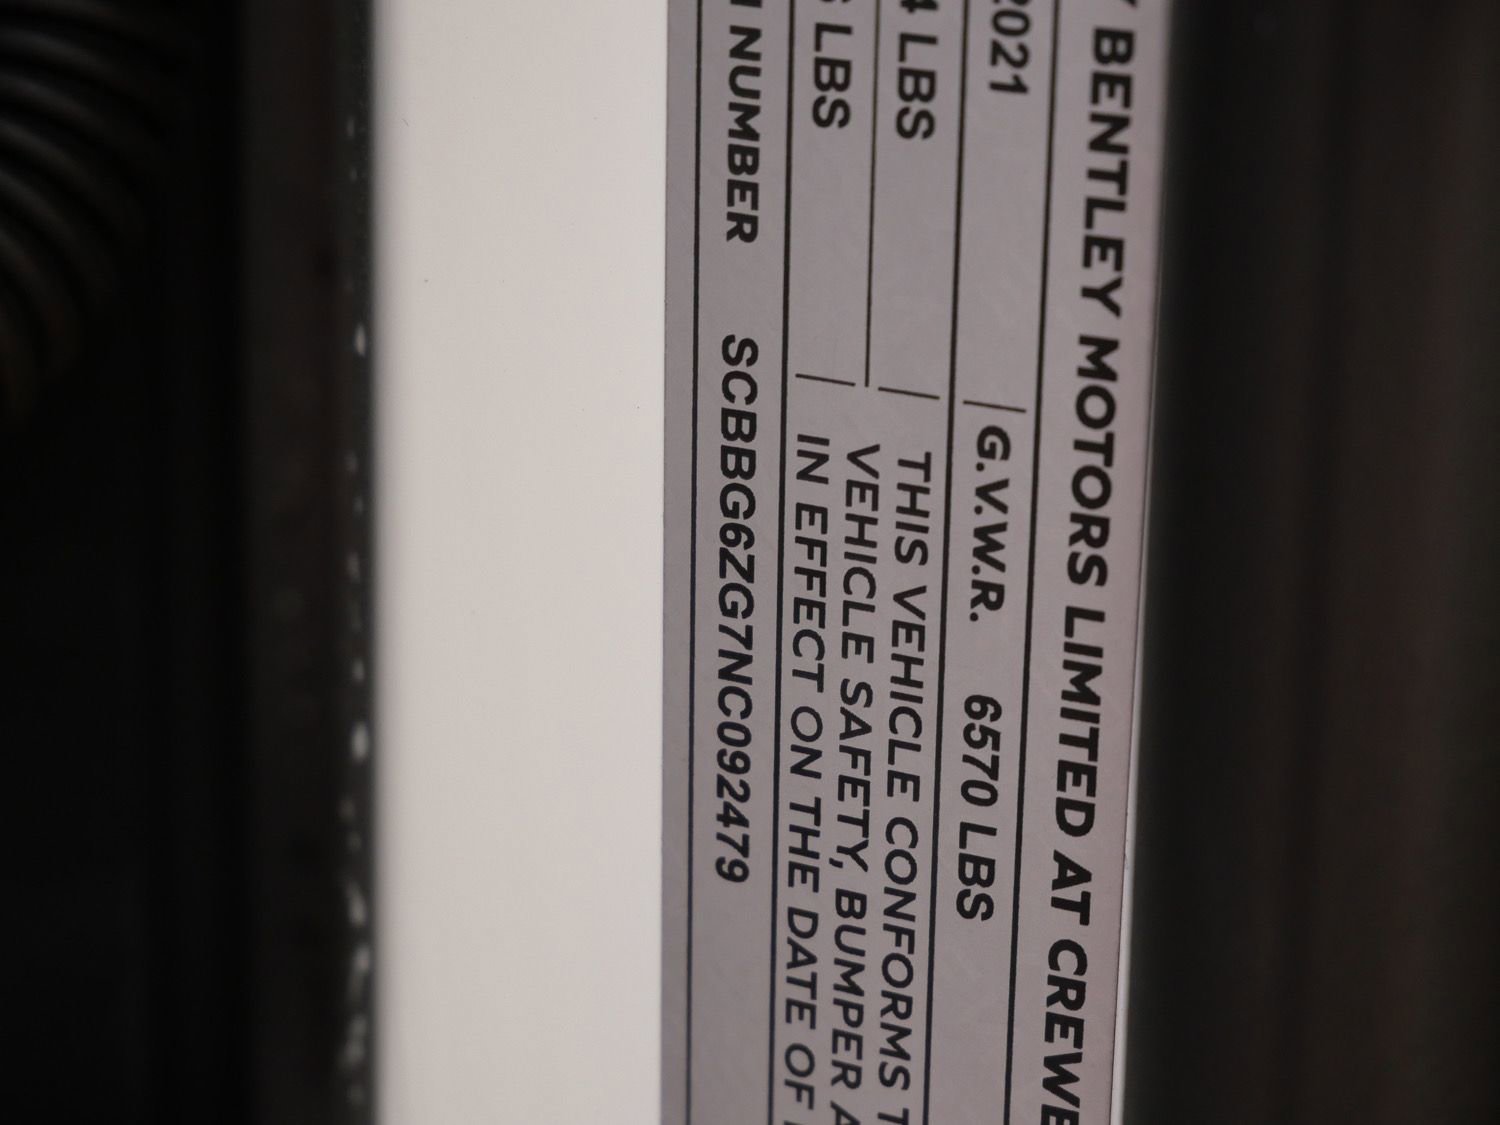 BENTLEY MOTORS LIMITED AT CREWE
2021 G.V.W.R. 6570 LBS
4 LBS THIS VEHICLE CONFORMS T
VEHICLE SAFETY, BUMPER A
LBS IN EFFECT ON THE DATE OF
NUMBER SCBBG6ZG7NC092479